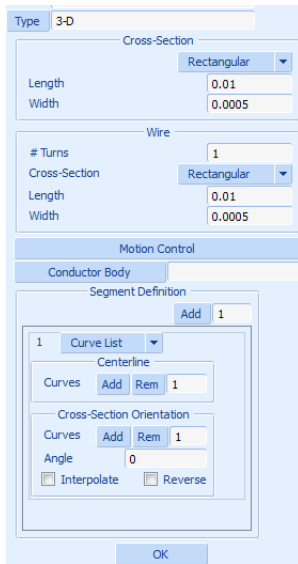 Type 3-D
Cross-Section
Rectangular
Length 0.01
Width 0.0005
Wire
# Turns 1
Cross-Section Rectangular
Length 0.01
Width 0.0005
Motion Control
Conductor Body
Segment Definition
Add 1
1 Curve List
Centerline
Curves Add Rem 1
Cross-Section Orientation
Curves Add Rem 1
Angle 0
Interpolate Reverse
OK